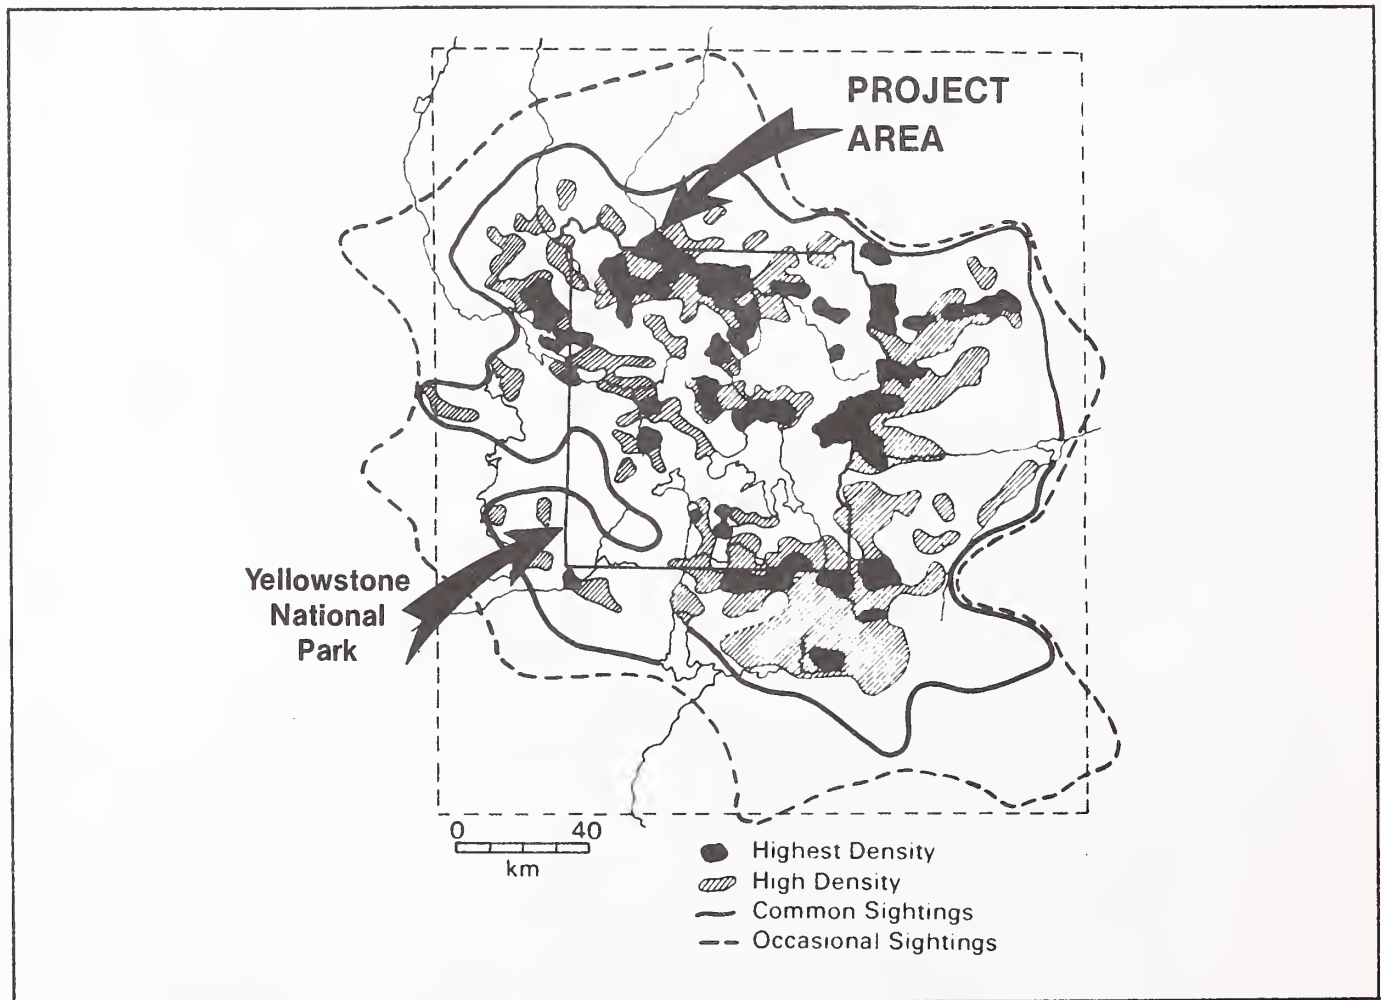 PROJECT
AREA
Yellowstone
National
Park
0 40
km
Highest Density
High Density
Common Sightings
Occasional Sightings